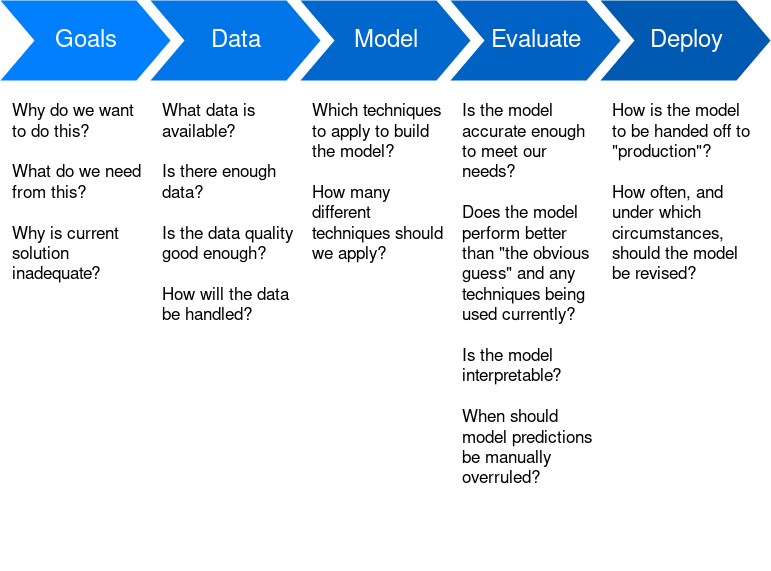 Goals
Data
Model
Evaluate
Deploy
Why do we want
to do this?
What do we need
from this?
Why is current
solution
inadequate?
What data is
available?
Is there enough
data?
Is the data quality
good enough?
How will the data
be handled?
Which techniques
to apply to build
the model?
How many
different
techniques should
we apply?
Is the model
accurate enough
to meet our
needs?
Does the model
perform better
than "the obvious
guess" and any
techniques being
used currently?
Is the model
interpretable?
When should
model predictions
be manually
overruled?
How is the model
to be handed off to
"production"?
How often, and
under which
circumstances,
should the model
be revised?